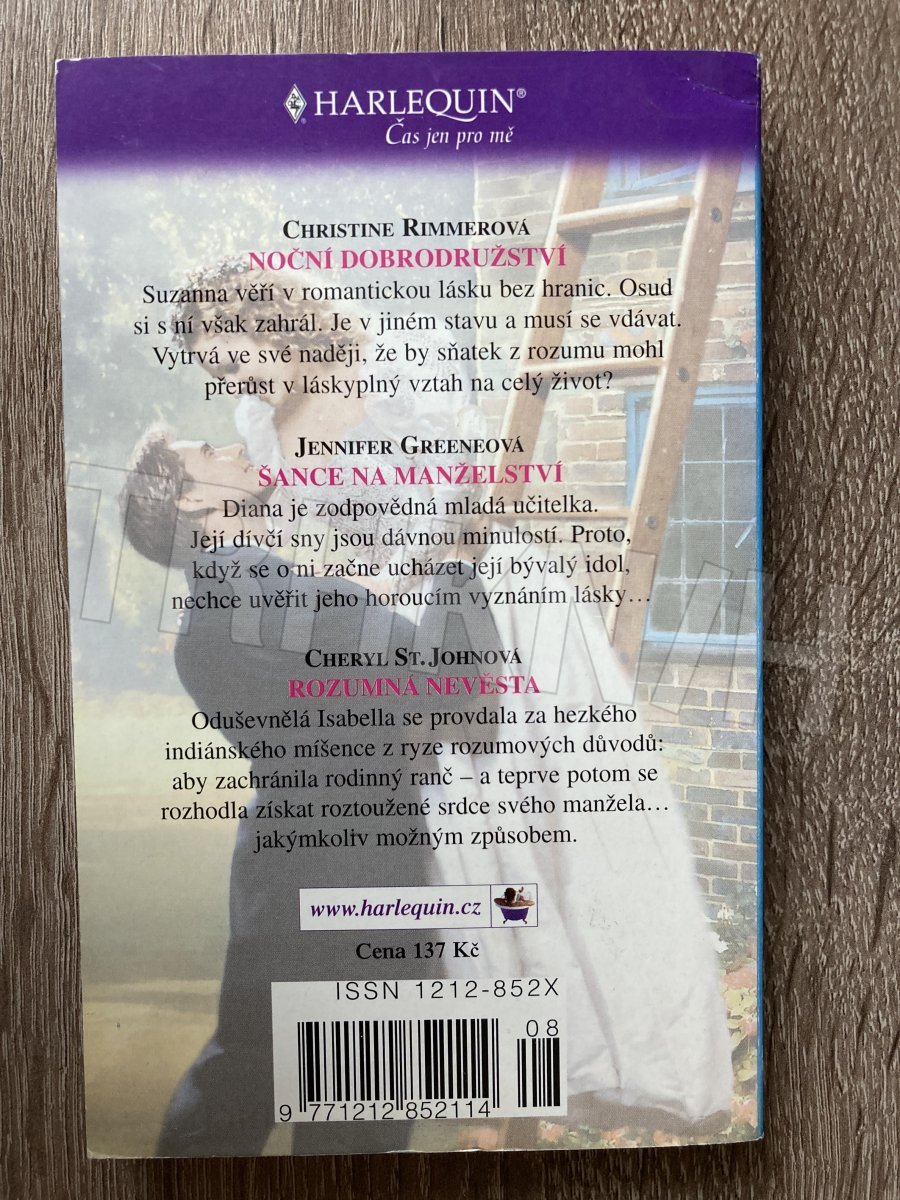 HARLEQUIN®
Čas jen pro mě
CHRISTINE RIMMEROVÁ
NOČNÍ DOBRODRUŽSTVÍ
Suzanna věří v romantickou lásku bez hranic. Osud
si s ní však zahrál. Je v jiném stavu a musí se vdávat.
Vytrvá ve své naději, že by sňatek z rozumu mohl
přerůst v láskyplný vztah na celý život?
JENNIFER GREENEOVÁ
ŠANCE NA MANŽELSTVÍ
Diana je zodpovědná mladá učitelka.
Její dívčí sny jsou dávnou minulostí. Proto,
když se o ni začne ucházet její bývalý idol,
nechce uvěřit jeho horoucím vyznáním lásky…
CHERYL ST. JOHNOVÁ
ROZUMNÁ NEVĚSTA
Oduševnělá Isabella se provdala za hezkého
indiánského míšence z ryze rozumových důvodů:
aby zachránila rodinný ranč – a teprve potom se
rozhodla získat roztoužené srdce svého manžela…
jakýmkoliv možným způsobem.
www.harlequin.cz
Cena 137 Kč
ISSN 1212-852X
08
9 771212 852114